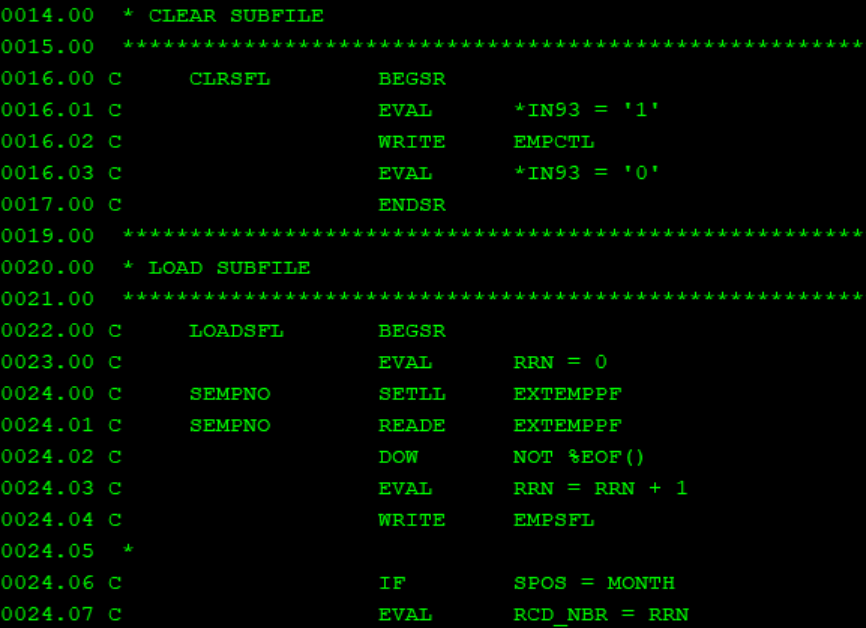 0014.00  * CLEAR SUBFILE
0015.00  *******************************************************
0016.00 C     CLRSFL        BEGSR
0016.01 C                   EVAL      *IN93 = '1'
0016.02 C                   WRITE     EMPCTL
0016.03 C                   EVAL      *IN93 = '0'
0017.00 C                   ENDSR
0019.00  *******************************************************
0020.00  * LOAD SUBFILE
0021.00  *******************************************************
0022.00 C     LOADSFL       BEGSR
0023.00 C                   EVAL      RRN = 0
0024.00 C     SEMPNO        SETLL     EXTEMPPF
0024.01 C     SEMPNO        READE     EXTEMPPF
0024.02 C                   DOW       NOT %EOF()
0024.03 C                   EVAL      RRN = RRN + 1
0024.04 C                   WRITE     EMPSFL
0024.05  *
0024.06 C                   IF        SPOS = MONTH
0024.07 C                   EVAL      RCD_NBR = RRN